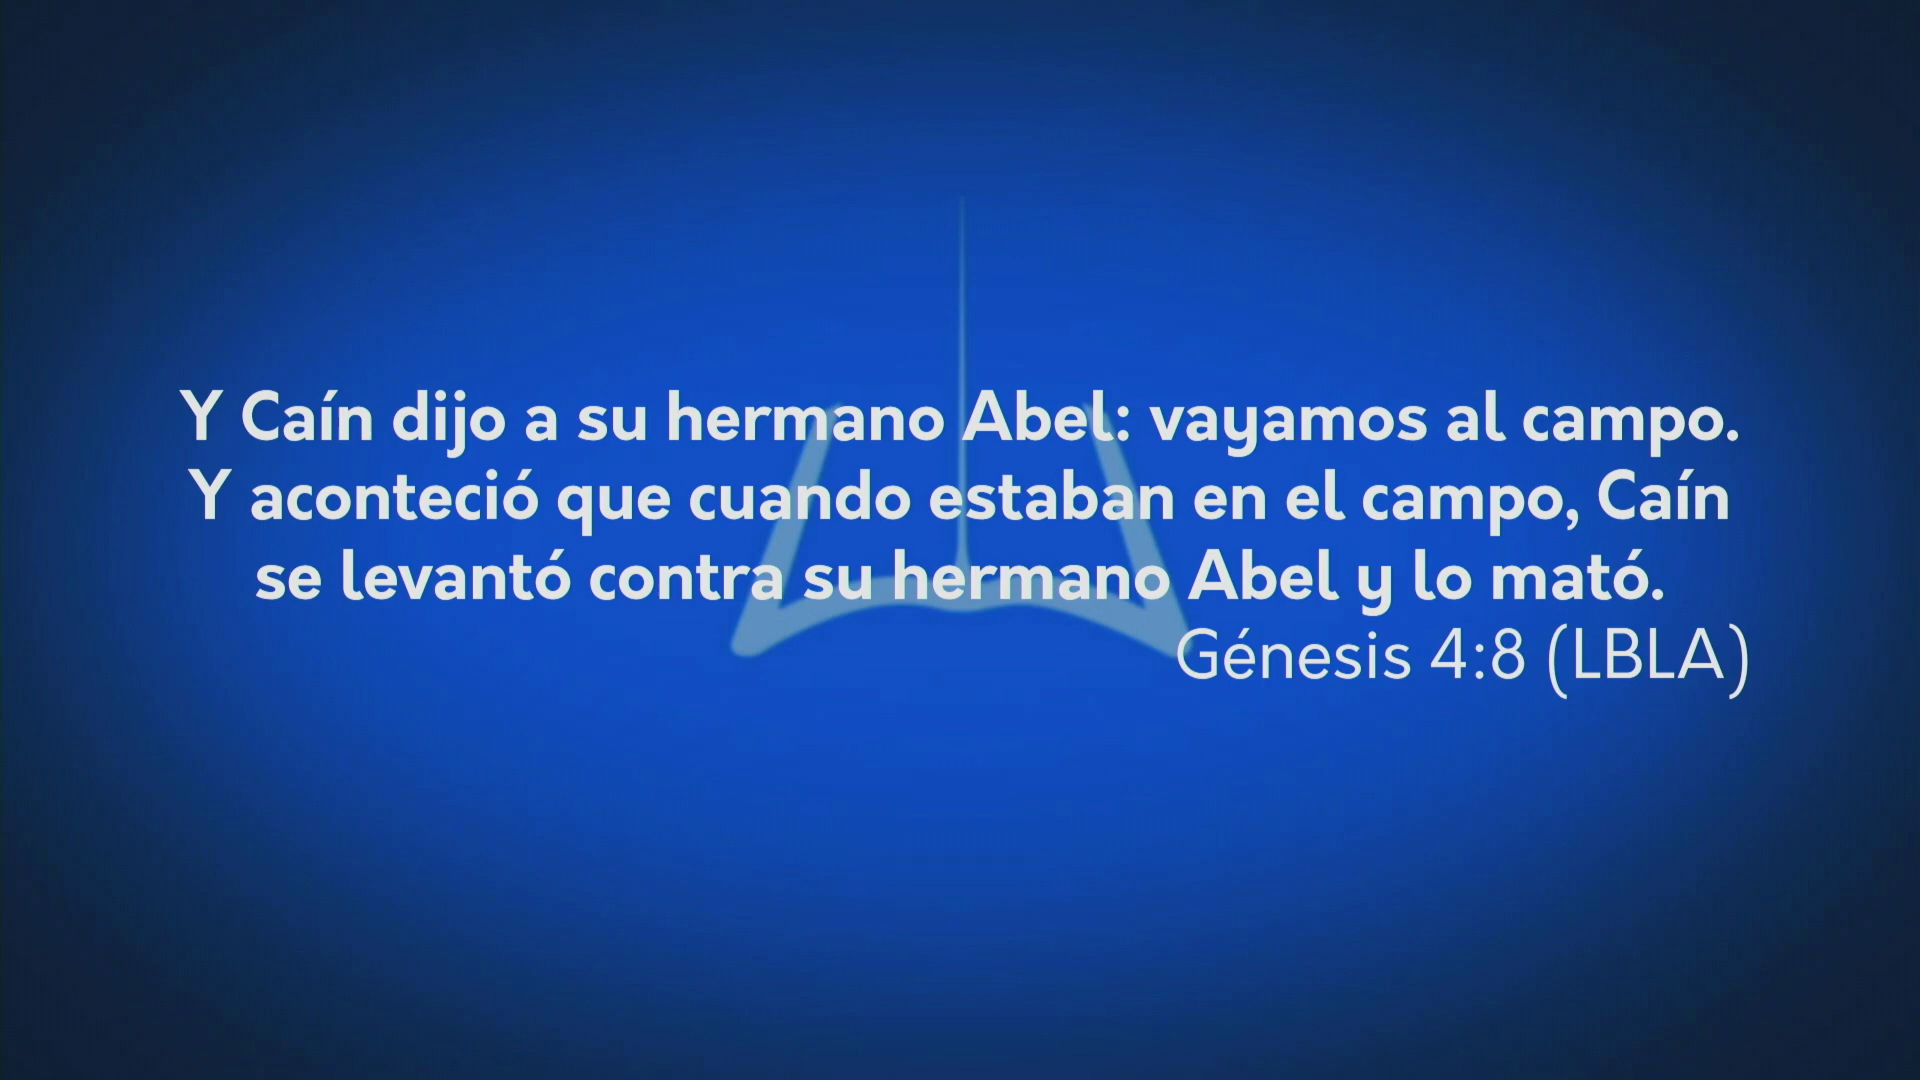 Y Caín dijo a su hermano Abel: vayamos al campo.
Y aconteció que cuando estaban en el campo, Caín
se levantó contra su hermano Abel y lo mató.
Génesis 4:8 (LBLA)